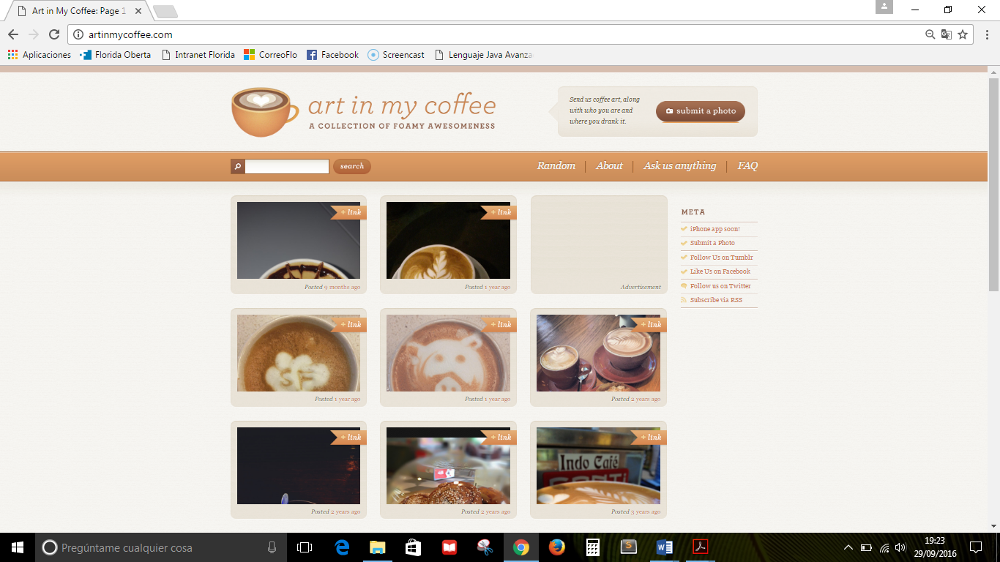 Art in My Coffee: Page 1
artinmycoffee.com
Aplicaciones Florida Oberta Intranet Florida CorreoFlo Facebook Screencast Lenguaje Java Avanza
art in my coffee
A COLLECTION OF FOAMY AWESOMENESS
Send us coffee art, along
with who you are and
where you drank it.
submit a photo
search
Random About Ask us anything FAQ
+ link
Posted 9 months ago
+ link
Posted 1 year ago
Advertisement
META
iPhone app soon!
Submit a Photo
Follow Us on Tumblr
Like Us on Facebook
Follow us on Twitter
Subscribe via RSS
+ link
SF
Posted 1 year ago
+ link
Posted 1 year ago
+ link
Posted 2 years ago
+ link
Posted 2 years ago
+ link
Posted 2 years ago
+ link
Indo Café
CONTI
Posted 3 years ago
Pregúntame cualquier cosa
19:23
29/09/2016